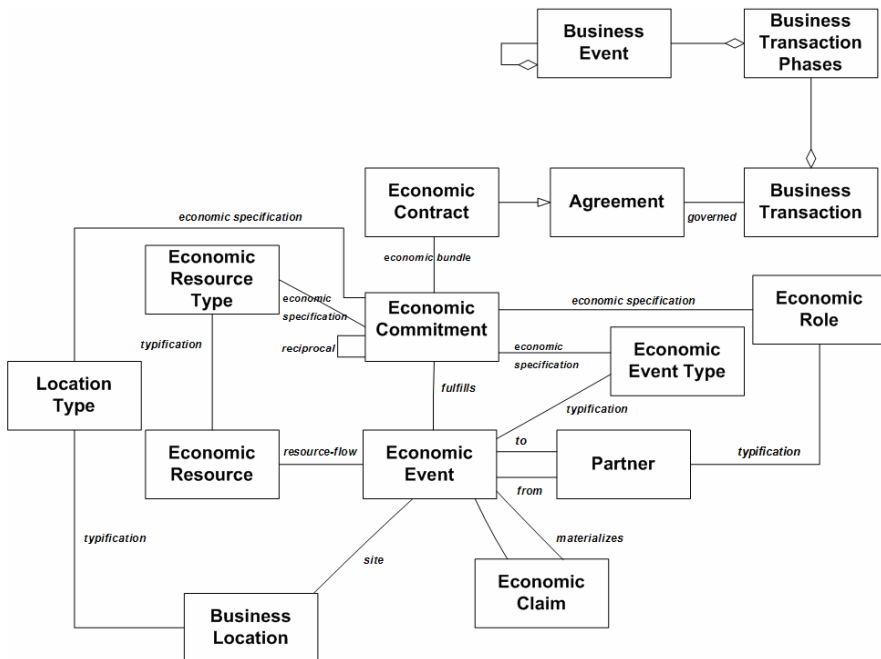 Business
Event
Business
Transaction
Phases
Economic
Contract
Agreement
governed
Business
Transaction
economic specification
economic bundle
Economic
Resource
Type
economic
specification
Economic
Commitment
reciprocal
economic specification
Economic
Role
typification
economic
specification
Economic
Event Type
Location
Type
fulfills
typification
Economic
Resource
resource-flow
Economic
Event
to
from
Partner
typification
typification
site
materializes
Economic
Claim
Business
Location